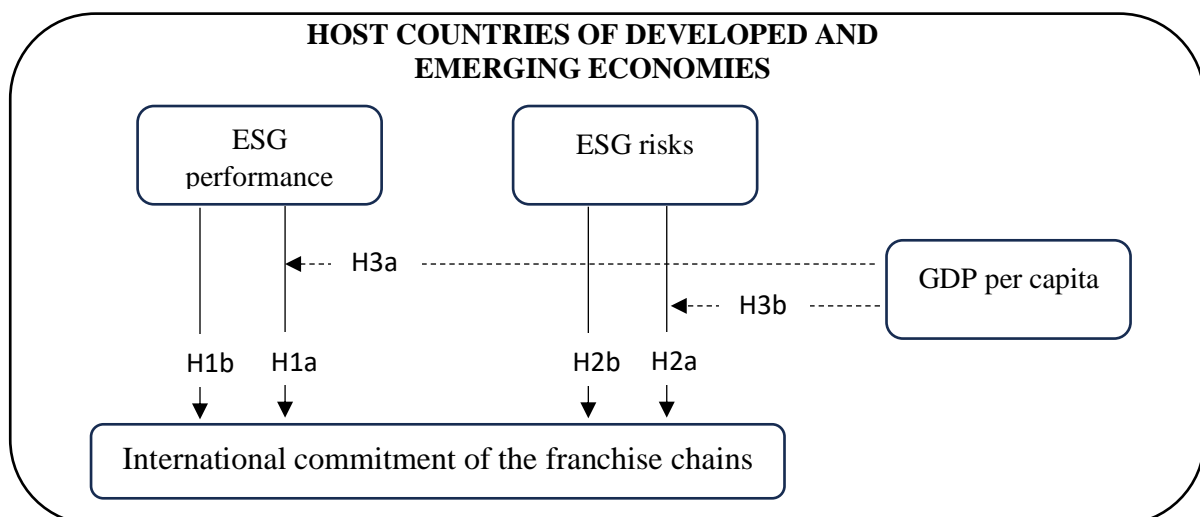 HOST COUNTRIES OF DEVELOPED AND
EMERGING ECONOMIES
ESG
performance
ESG risks
H3a
GDP per capita
H3b
H1b
H1a
H2b
H2a
International commitment of the franchise chains